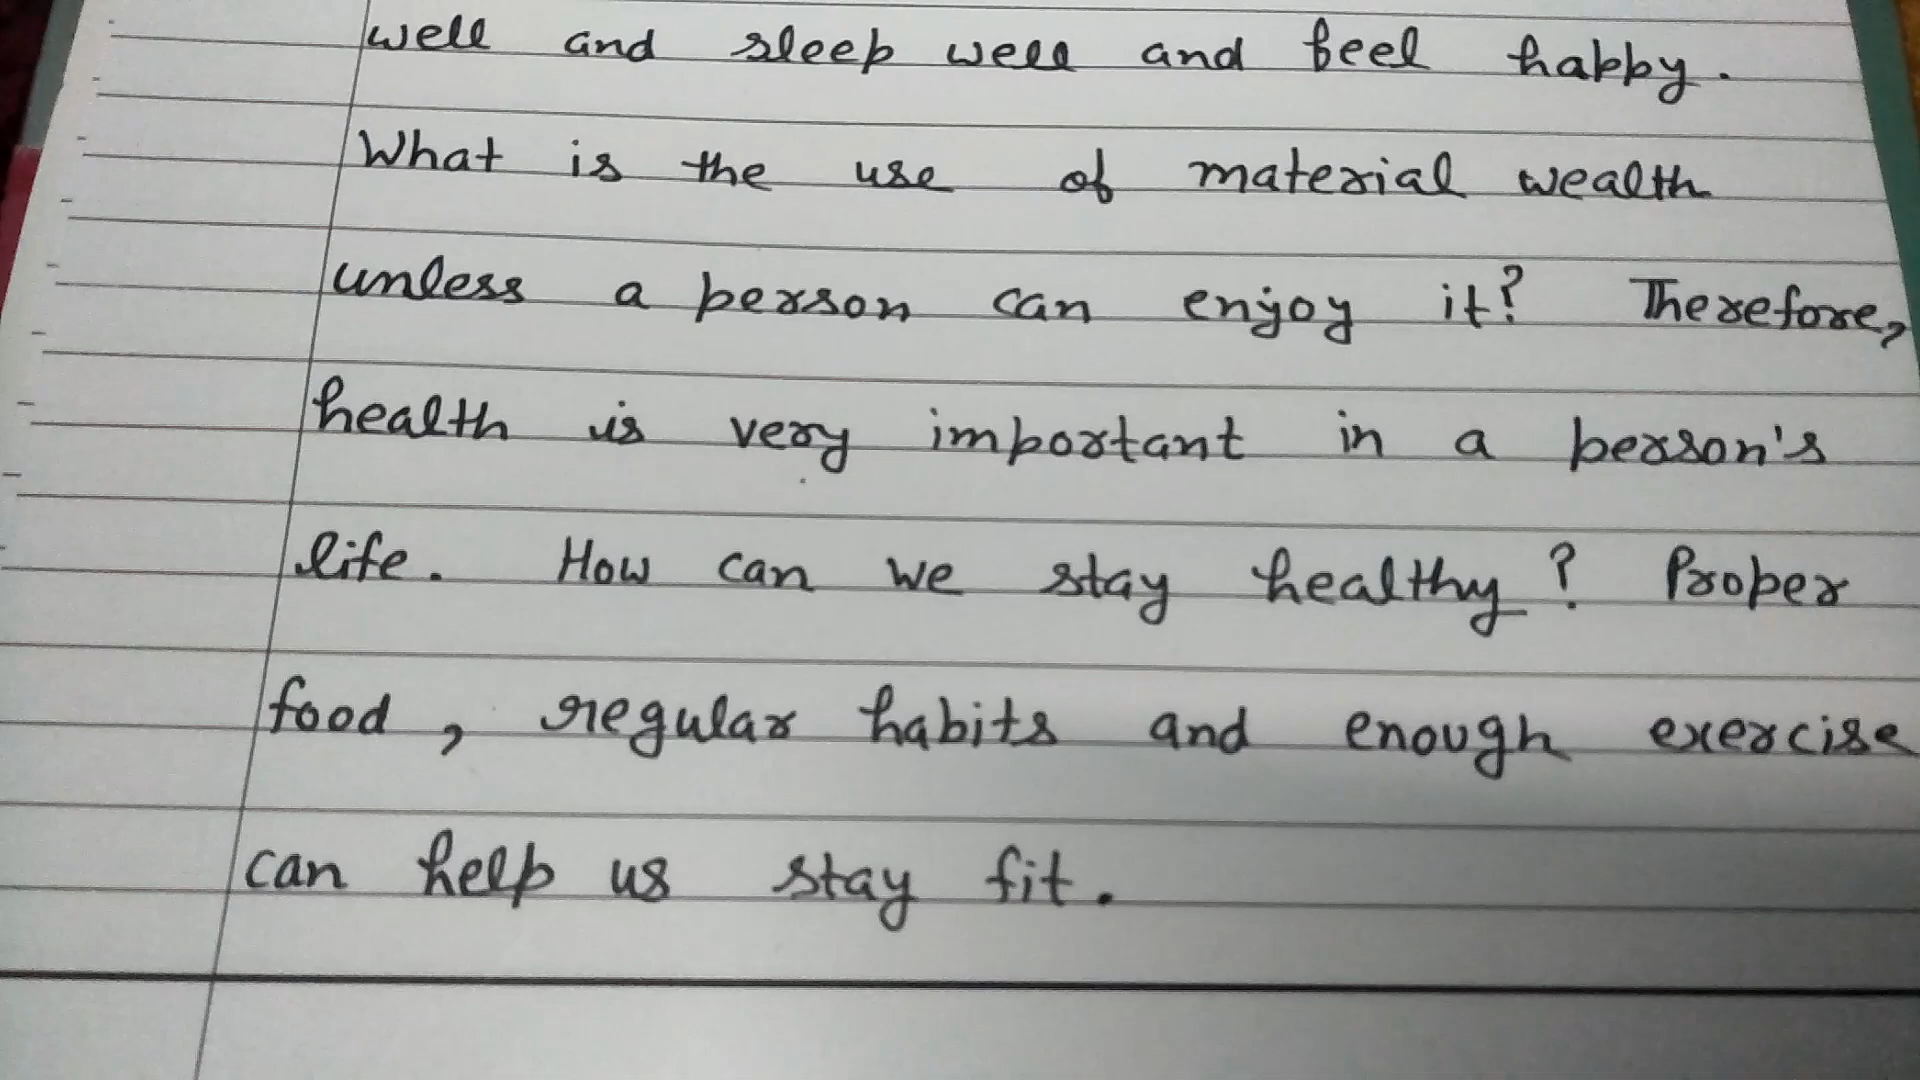 well and sleep well and feel happy.
What is the use of material wealth
unless a person can enjoy it? Therefore,
health is very important in a person's
life. How can we stay healthy? Proper
food, regular habits and enough exercise
can help us stay fit.